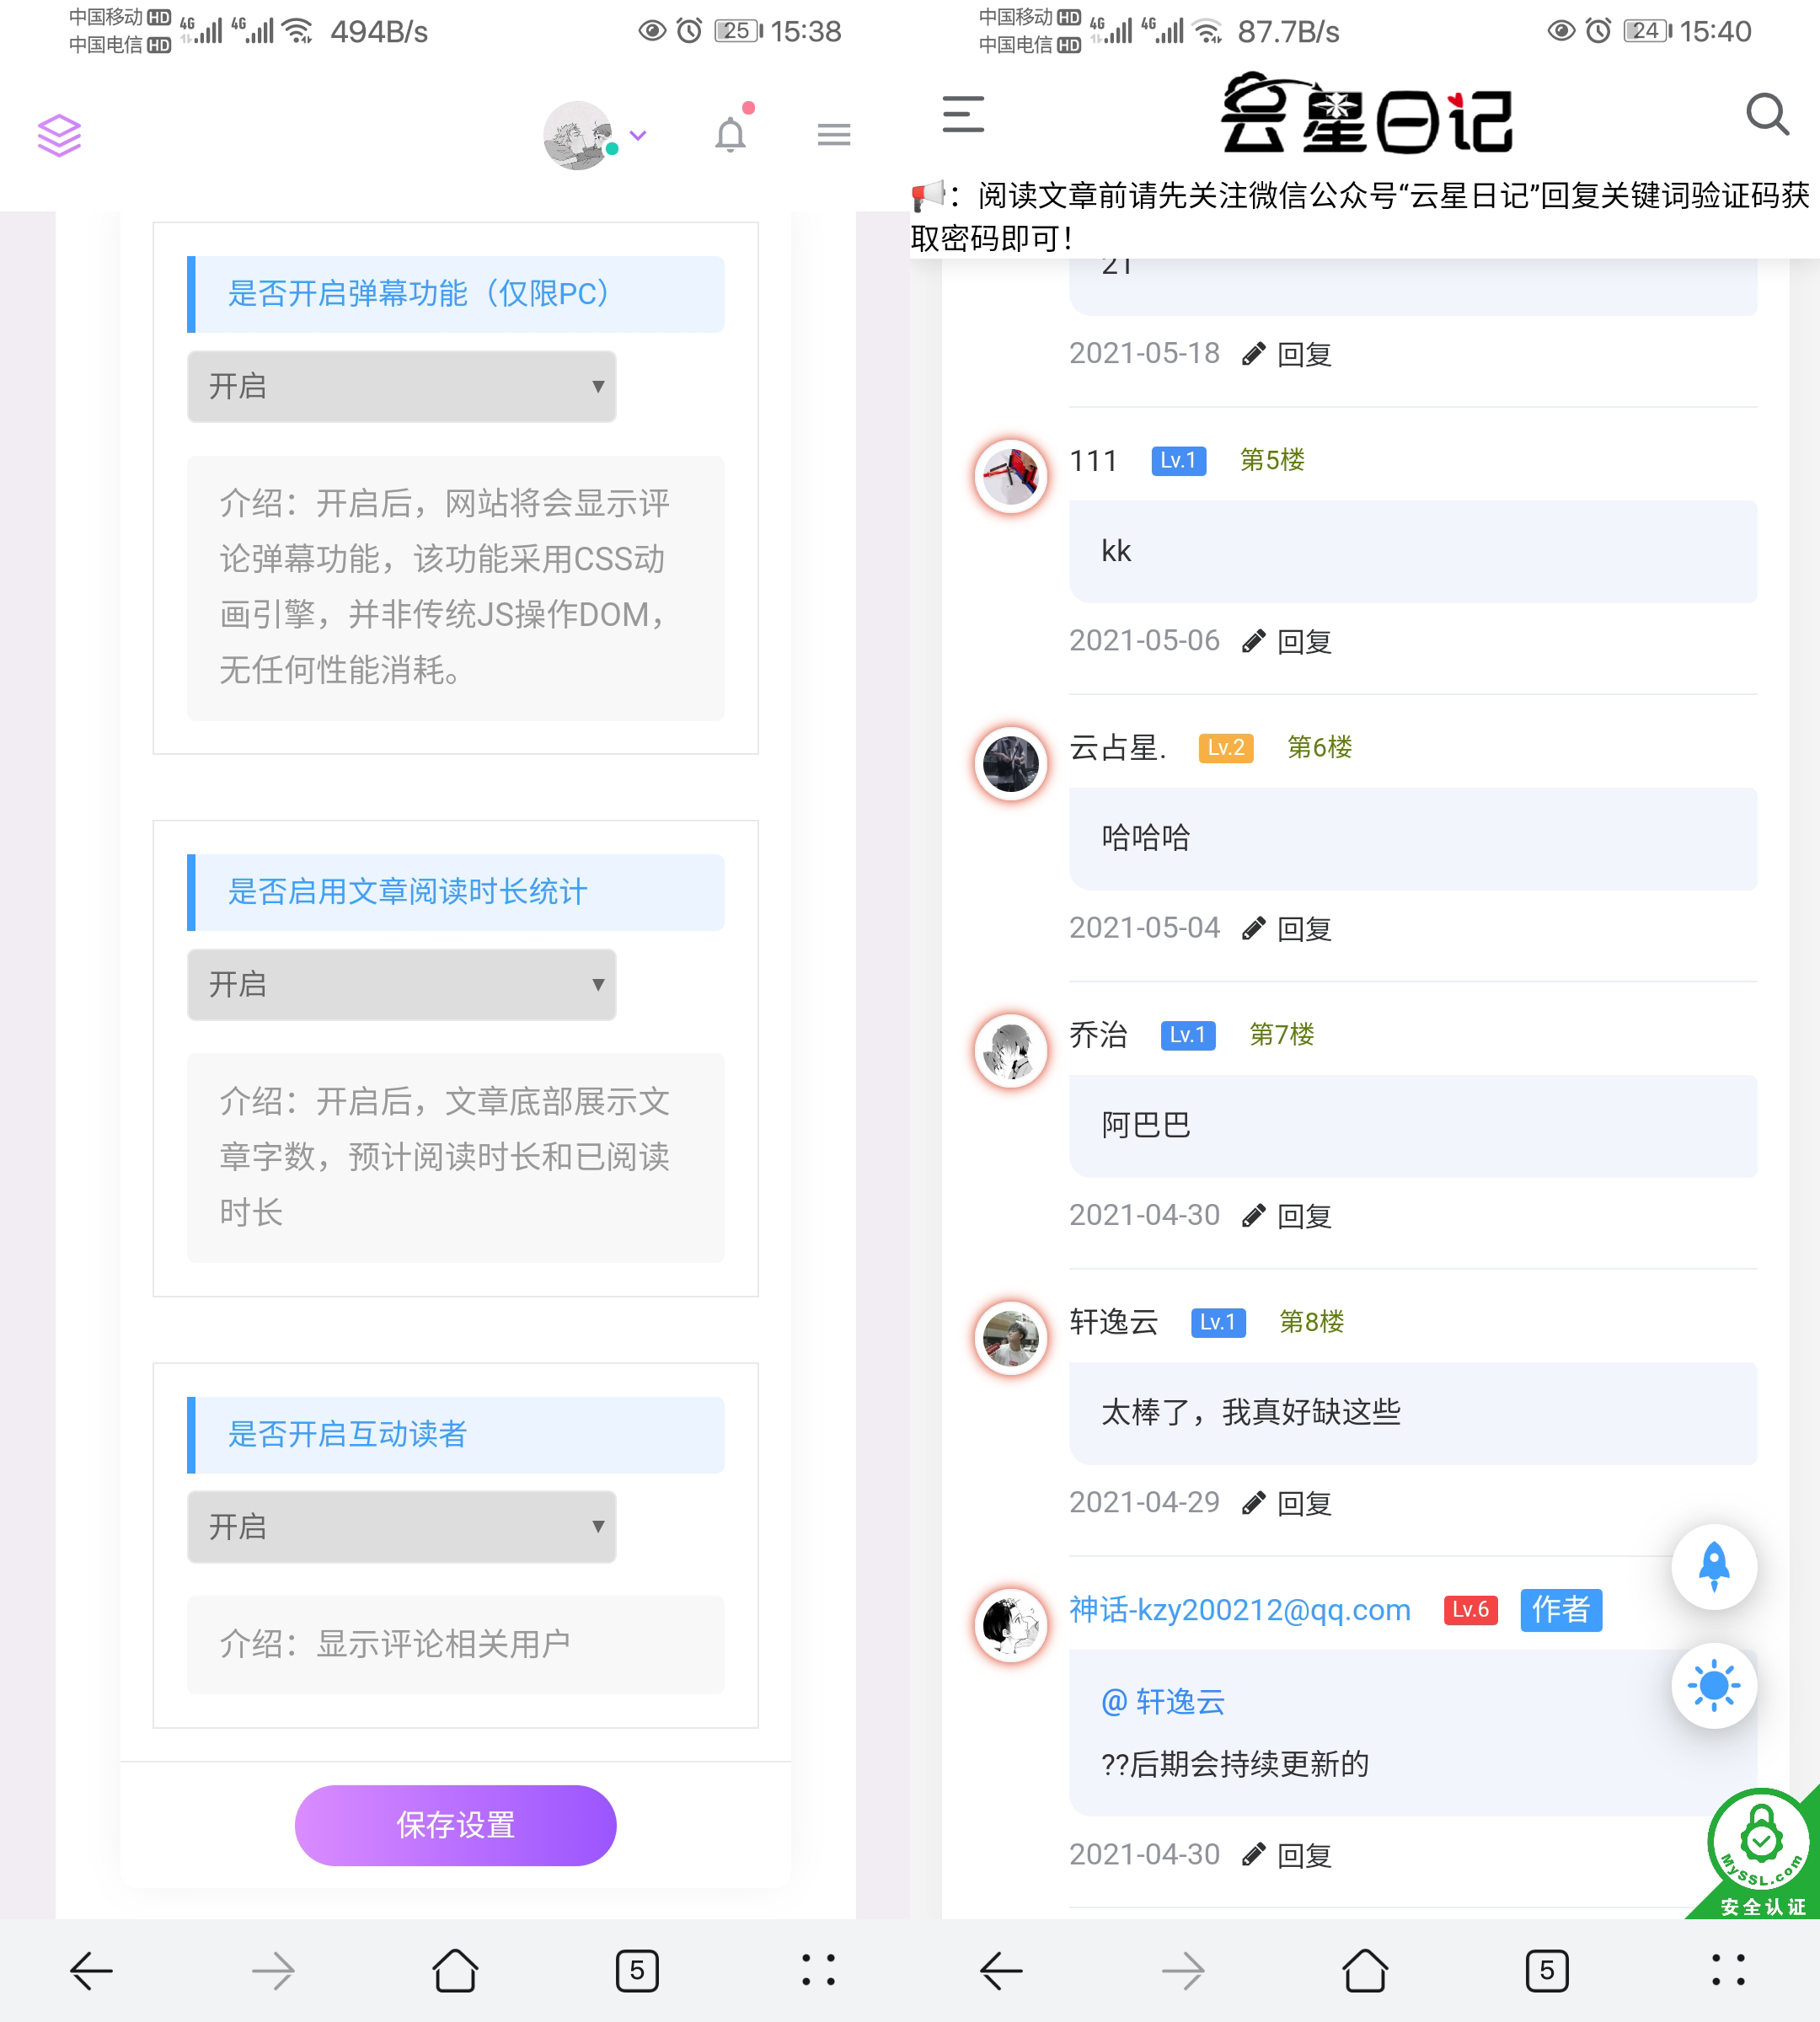 中国移动 HD 4G 4G 494B/s 25 15:38
中国电信 HD
是否开启弹幕功能（仅限PC）
开启
介绍：开启后，网站将会显示评
论弹幕功能，该功能采用CSS动
画引擎，并非传统JS操作DOM，
无任何性能消耗。
是否启用文章阅读时长统计
开启
介绍：开启后，文章底部展示文
章字数，预计阅读时长和已阅读
时长
是否开启互动读者
开启
介绍：显示评论相关用户
保存设置
5
中国移动 HD 4G 4G 87.7B/s 24 15:40
中国电信 HD
云星日记
：阅读文章前请先关注微信公众号“云星日记”回复关键词验证码获
取密码即可！
21
2021-05-18 回复
111 Lv.1 第5楼
kk
2021-05-06 回复
云占星. Lv.2 第6楼
哈哈哈
2021-05-04 回复
乔治 Lv.1 第7楼
阿巴巴
2021-04-30 回复
轩逸云 Lv.1 第8楼
太棒了，我真好缺这些
2021-04-29 回复
神话-kzy200212@qq.com Lv.6 作者
@ 轩逸云
??后期会持续更新的
2021-04-30 回复
MySSL.com
安全认证
5